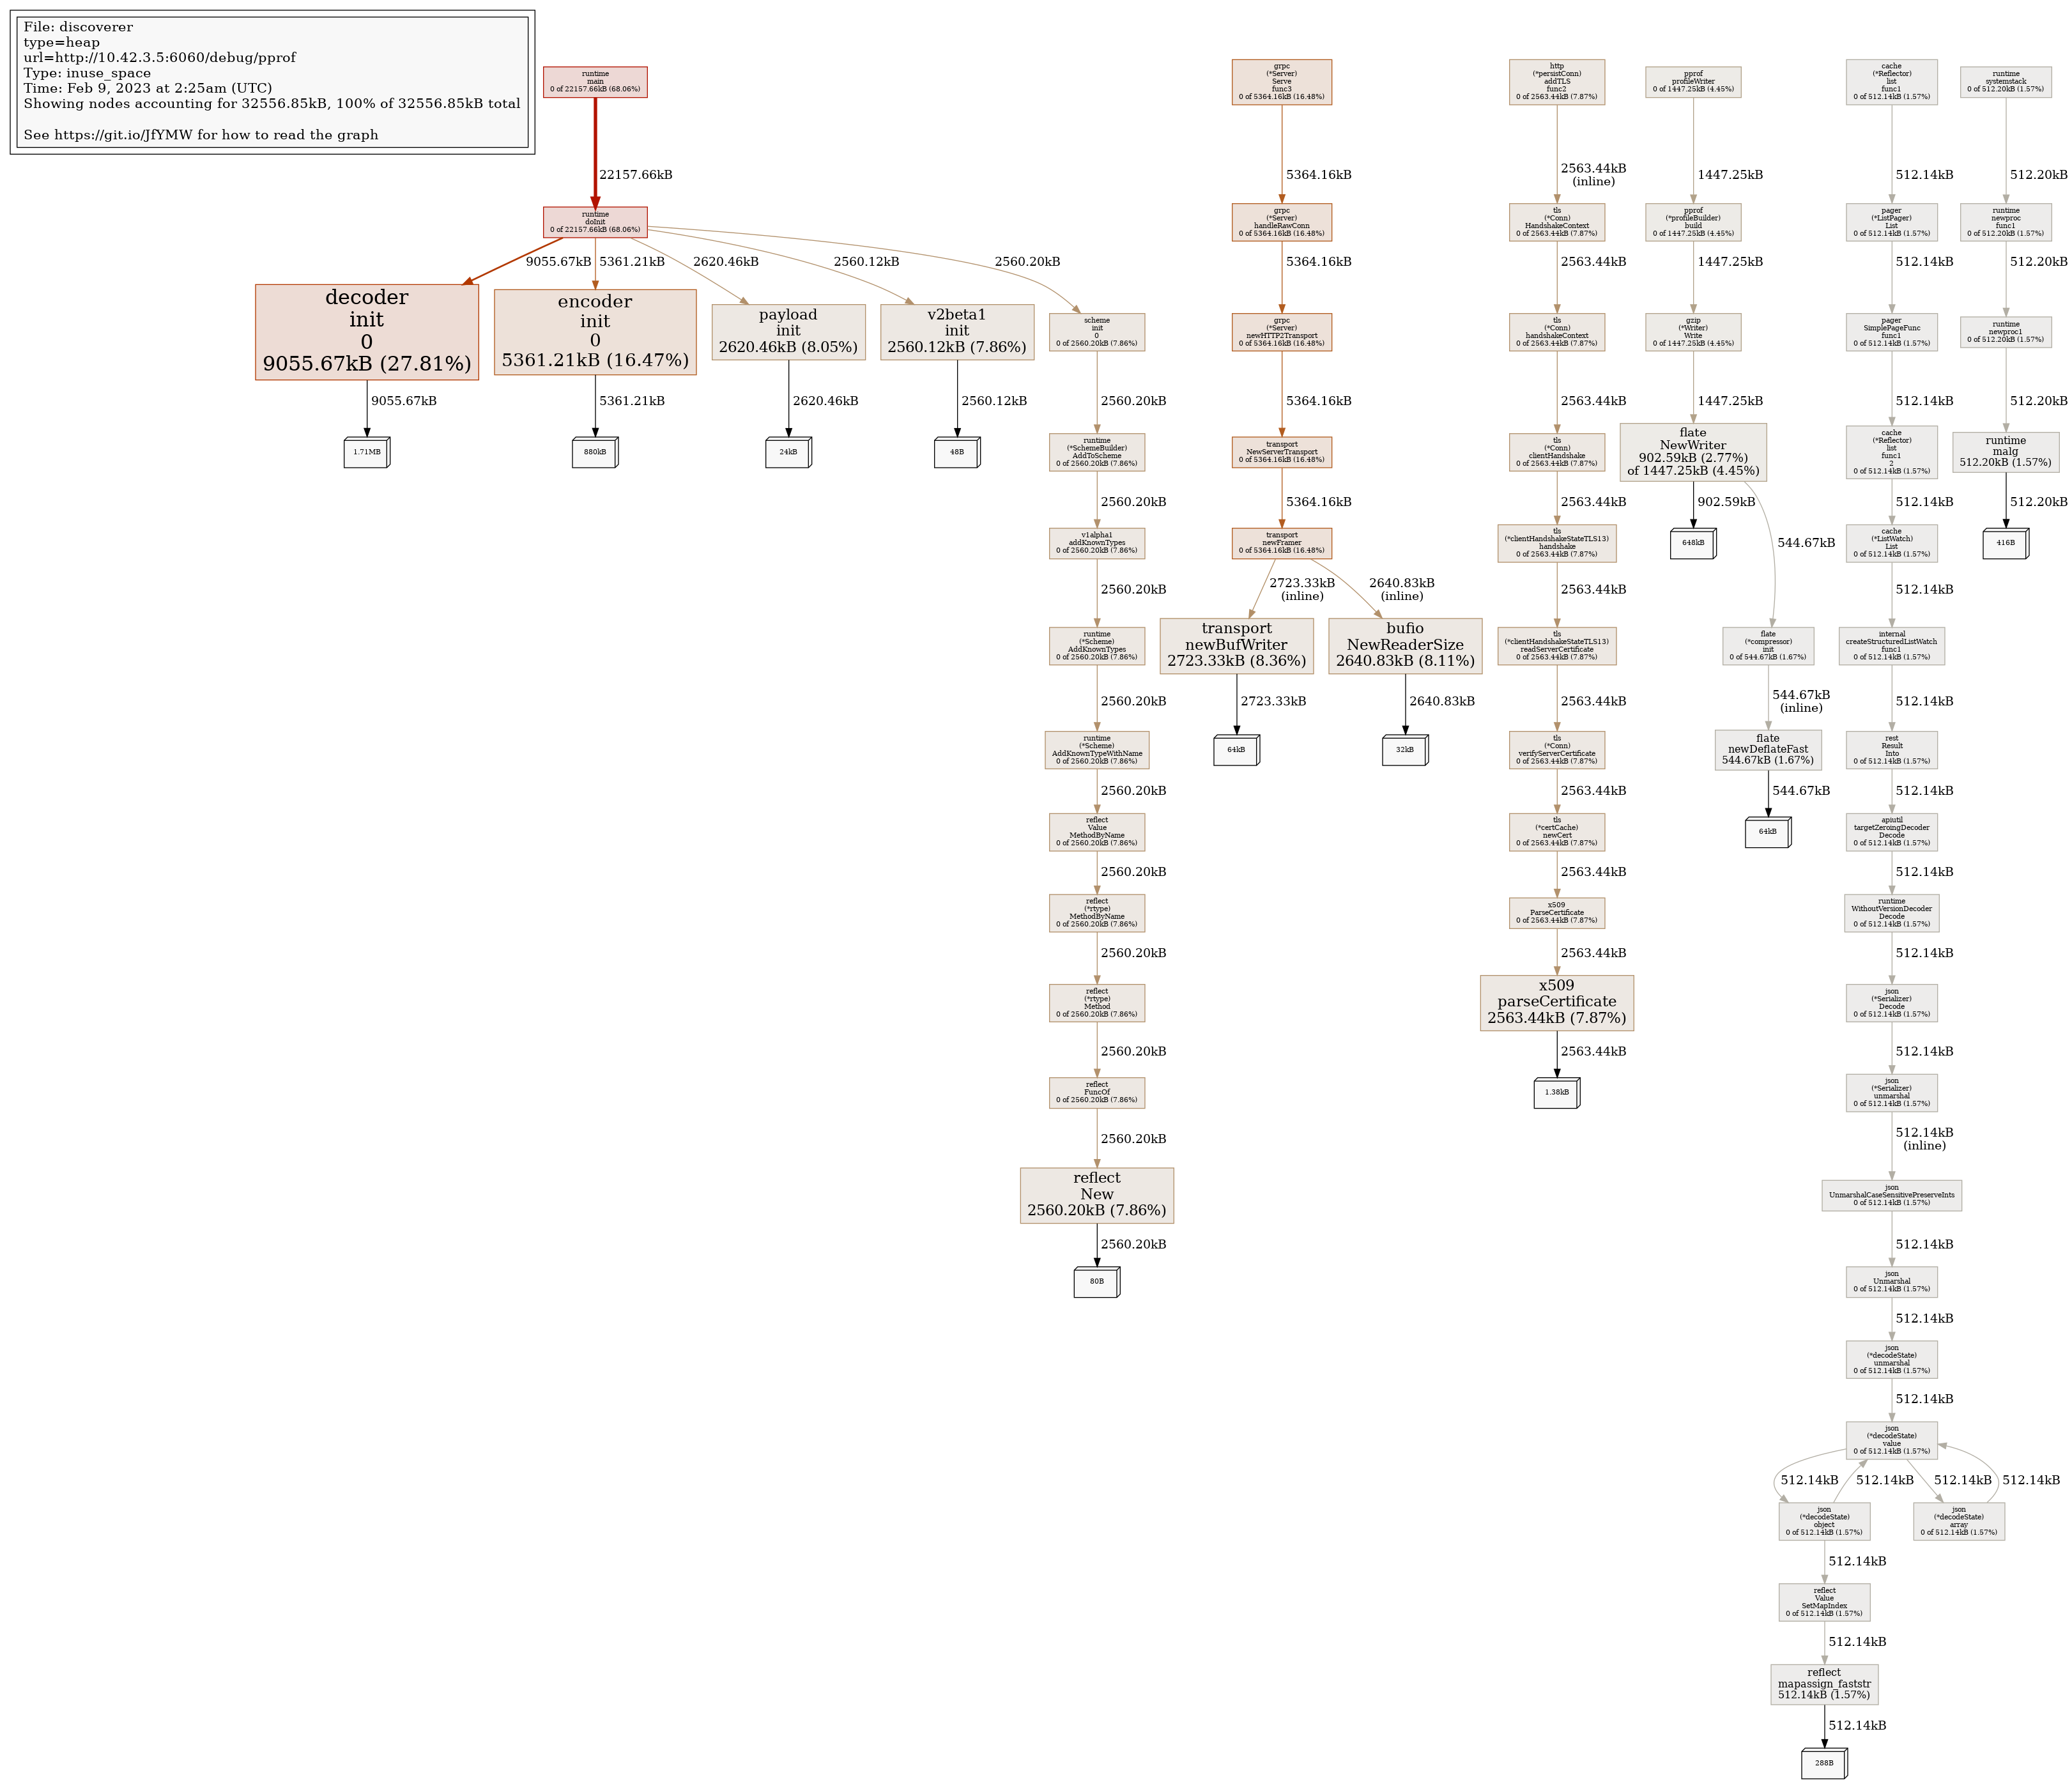 File: discoverer
type=heap
url=http://10.42.3.5:6060/debug/pprof
Type: inuse_space
Time: Feb 9, 2023 at 2:25am (UTC)
Showing nodes accounting for 32556.85kB, 100% of 32556.85kB total
See https://git.io/JfYMW for how to read the graph
runtime
main
0 of 22157.66kB (68.06%)
22157.66kB
runtime
doInit
0 of 22157.66kB (68.06%)
9055.67kB
5361.21kB
2620.46kB
2560.12kB
2560.20kB
decoder
init
0
9055.67kB (27.81%)
9055.67kB
1.71MB
encoder
init
0
5361.21kB (16.47%)
5361.21kB
880kB
payload
init
2620.46kB (8.05%)
2620.46kB
24kB
v2beta1
init
2560.12kB (7.86%)
2560.12kB
48B
scheme
init
0
0 of 2560.20kB (7.86%)
2560.20kB
runtime
(*SchemeBuilder)
AddToScheme
0 of 2560.20kB (7.86%)
2560.20kB
v1alpha1
addKnownTypes
0 of 2560.20kB (7.86%)
2560.20kB
runtime
(*Scheme)
AddKnownTypes
0 of 2560.20kB (7.86%)
2560.20kB
runtime
(*Scheme)
AddKnownTypeWithName
0 of 2560.20kB (7.86%)
2560.20kB
reflect
Value
MethodByName
0 of 2560.20kB (7.86%)
2560.20kB
reflect
(*rtype)
MethodByName
0 of 2560.20kB (7.86%)
2560.20kB
reflect
(*rtype)
Method
0 of 2560.20kB (7.86%)
2560.20kB
reflect
FuncOf
0 of 2560.20kB (7.86%)
2560.20kB
reflect
New
2560.20kB (7.86%)
2560.20kB
80B
grpc
(*Server)
Serve
func3
0 of 5364.16kB (16.48%)
5364.16kB
grpc
(*Server)
handleRawConn
0 of 5364.16kB (16.48%)
5364.16kB
grpc
(*Server)
newHTTP2Transport
0 of 5364.16kB (16.48%)
5364.16kB
transport
NewServerTransport
0 of 5364.16kB (16.48%)
5364.16kB
transport
newFramer
0 of 5364.16kB (16.48%)
2723.33kB
(inline)
2640.83kB
(inline)
transport
newBufWriter
2723.33kB (8.36%)
2723.33kB
64kB
bufio
NewReaderSize
2640.83kB (8.11%)
2640.83kB
32kB
http
(*persistConn)
addTLS
func2
0 of 2563.44kB (7.87%)
2563.44kB
(inline)
tls
(*Conn)
HandshakeContext
0 of 2563.44kB (7.87%)
2563.44kB
tls
(*Conn)
handshakeContext
0 of 2563.44kB (7.87%)
2563.44kB
tls
(*Conn)
clientHandshake
0 of 2563.44kB (7.87%)
2563.44kB
tls
(*clientHandshakeStateTLS13)
handshake
0 of 2563.44kB (7.87%)
2563.44kB
tls
(*clientHandshakeStateTLS13)
readServerCertificate
0 of 2563.44kB (7.87%)
2563.44kB
tls
(*Conn)
verifyServerCertificate
0 of 2563.44kB (7.87%)
2563.44kB
tls
(*certCache)
newCert
0 of 2563.44kB (7.87%)
2563.44kB
x509
ParseCertificate
0 of 2563.44kB (7.87%)
2563.44kB
x509
parseCertificate
2563.44kB (7.87%)
2563.44kB
1.38kB
pprof
profileWriter
0 of 1447.25kB (4.45%)
1447.25kB
pprof
(*profileBuilder)
build
0 of 1447.25kB (4.45%)
1447.25kB
gzip
(*Writer)
Write
0 of 1447.25kB (4.45%)
1447.25kB
flate
NewWriter
902.59kB (2.77%)
of 1447.25kB (4.45%)
902.59kB
648kB
544.67kB
flate
(*compressor)
init
0 of 544.67kB (1.67%)
544.67kB
(inline)
flate
newDeflateFast
544.67kB (1.67%)
544.67kB
64kB
cache
(*Reflector)
list
func1
0 of 512.14kB (1.57%)
512.14kB
pager
(*ListPager)
List
0 of 512.14kB (1.57%)
512.14kB
pager
SimplePageFunc
func1
0 of 512.14kB (1.57%)
512.14kB
cache
(*Reflector)
list
func1
2
0 of 512.14kB (1.57%)
512.14kB
cache
(*ListWatch)
List
0 of 512.14kB (1.57%)
512.14kB
internal
createStructuredListWatch
func1
0 of 512.14kB (1.57%)
512.14kB
rest
Result
Into
0 of 512.14kB (1.57%)
512.14kB
apiutil
targetZeroingDecoder
Decode
0 of 512.14kB (1.57%)
512.14kB
runtime
WithoutVersionDecoder
Decode
0 of 512.14kB (1.57%)
512.14kB
json
(*Serializer)
Decode
0 of 512.14kB (1.57%)
512.14kB
json
(*Serializer)
unmarshal
0 of 512.14kB (1.57%)
512.14kB
(inline)
json
UnmarshalCaseSensitivePreserveInts
0 of 512.14kB (1.57%)
512.14kB
json
Unmarshal
0 of 512.14kB (1.57%)
512.14kB
json
(*decodeState)
unmarshal
0 of 512.14kB (1.57%)
512.14kB
json
(*decodeState)
value
0 of 512.14kB (1.57%)
512.14kB
512.14kB
512.14kB
512.14kB
json
(*decodeState)
object
0 of 512.14kB (1.57%)
json
(*decodeState)
array
0 of 512.14kB (1.57%)
512.14kB
reflect
Value
SetMapIndex
0 of 512.14kB (1.57%)
512.14kB
reflect
mapassign_faststr
512.14kB (1.57%)
512.14kB
288B
runtime
systemstack
0 of 512.20kB (1.57%)
512.20kB
runtime
newproc
func1
0 of 512.20kB (1.57%)
512.20kB
runtime
newproc1
0 of 512.20kB (1.57%)
512.20kB
runtime
malg
512.20kB (1.57%)
512.20kB
416B